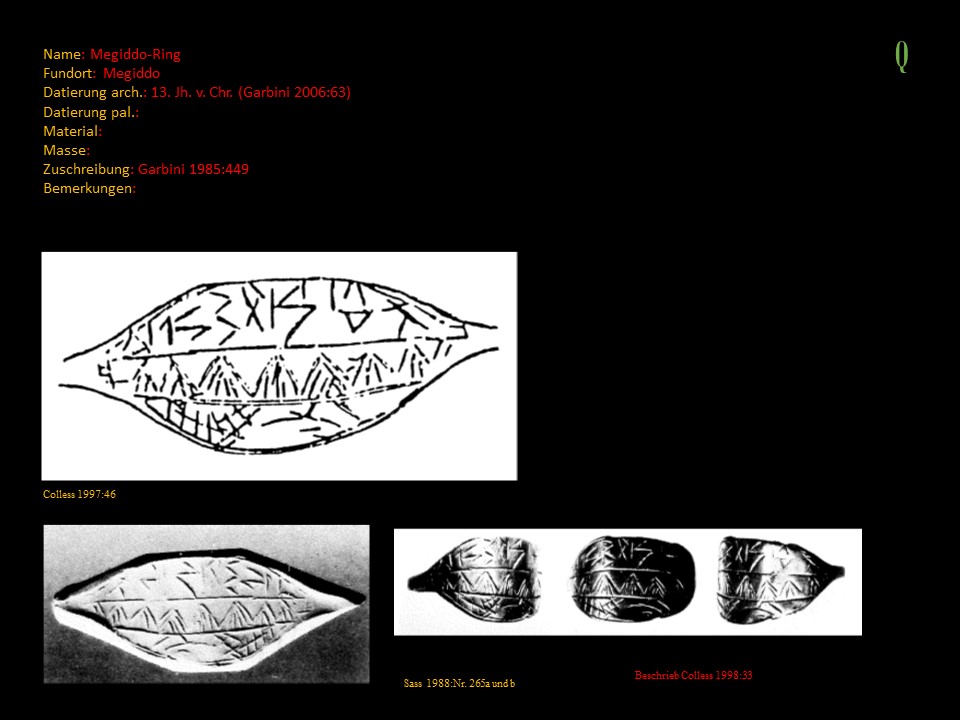 Name: Megiddo-Ring
Q
Fundort: Megiddo
Datierung arch.: 13. Jh. v. Chr. (Garbini 2006:63)
Datierung pal.:
Material:
Masse:
Zuschreibung: Garbini 1985:449
Bemerkungen:
Colless 1997:46
Sass 1988:Nr. 265a und b
Beschrieb Colless 1998:33